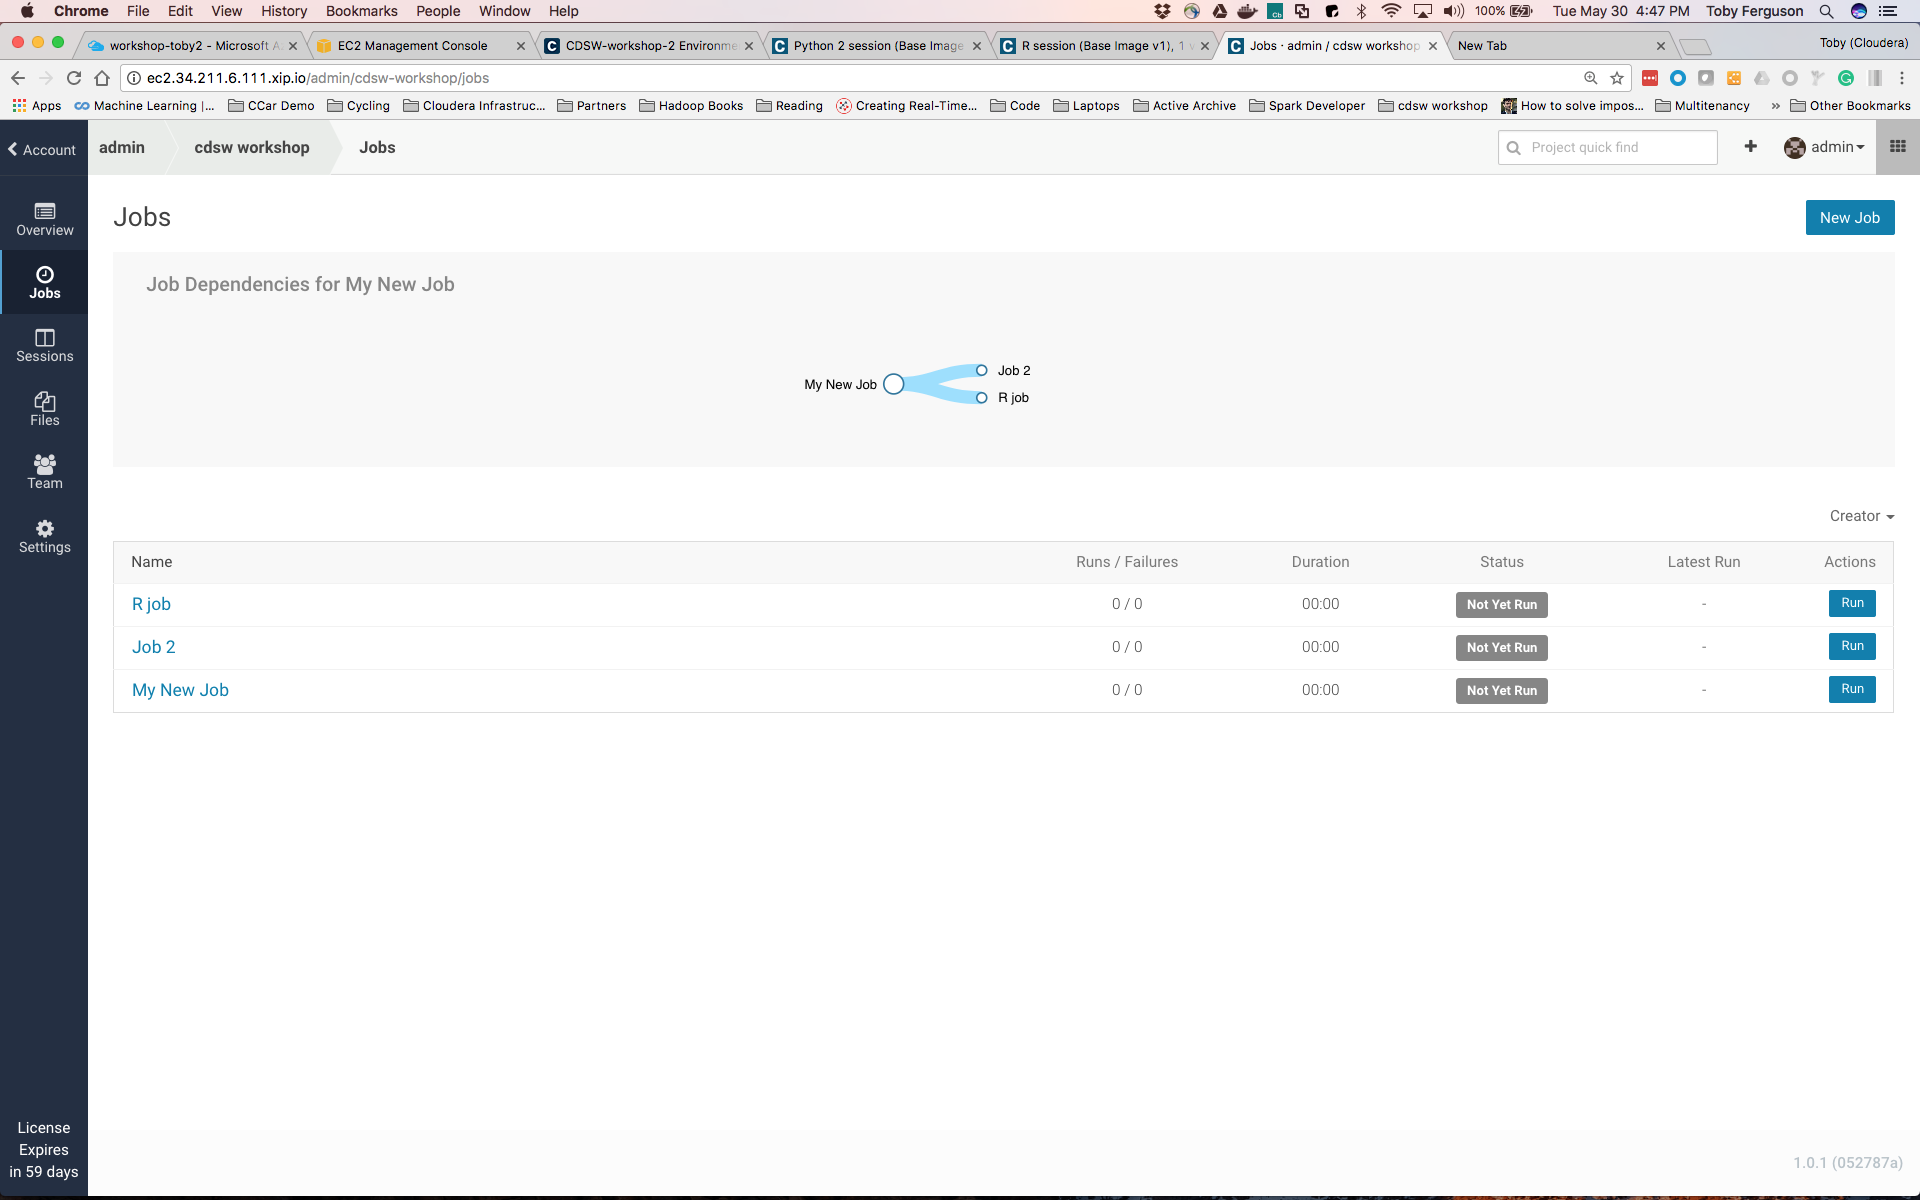 Chrome File Edit View History Bookmarks People Window Help 100% Tue May 30 4:47 PM Toby Ferguson
workshop-toby2 - Microsoft A EC2 Management Console CDSW-workshop-2 Environme Python 2 session (Base Image R session (Base Image v1), 1 v Jobs · admin / cdsw workshop New Tab Toby (Cloudera)
ec2.34.211.6.111.xip.io/admin/cdsw-workshop/jobs
Apps Machine Learning |... CCar Demo Cycling Cloudera Infrastruc... Partners Hadoop Books Reading Creating Real-Time... Code Laptops Active Archive Spark Developer cdsw workshop How to solve impos... Multitenancy » Other Bookmarks
Account admin cdsw workshop Jobs Project quick find admin
Overview
Jobs
Sessions
Files
Team
Settings
Jobs
New Job
Job Dependencies for My New Job
My New Job
Job 2
R job
Creator
Name Runs / Failures Duration Status Latest Run Actions
R job 0 / 0 00:00 Not Yet Run - Run
Job 2 0 / 0 00:00 Not Yet Run - Run
My New Job 0 / 0 00:00 Not Yet Run - Run
License
Expires
in 59 days
1.0.1 (052787a)